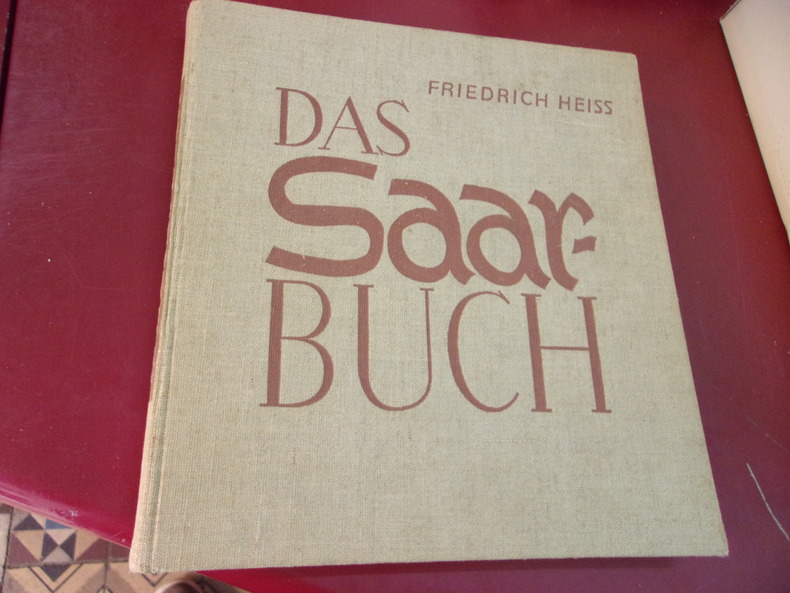 FRIEDRICH HEISS
DAS
Saar-
BUCH